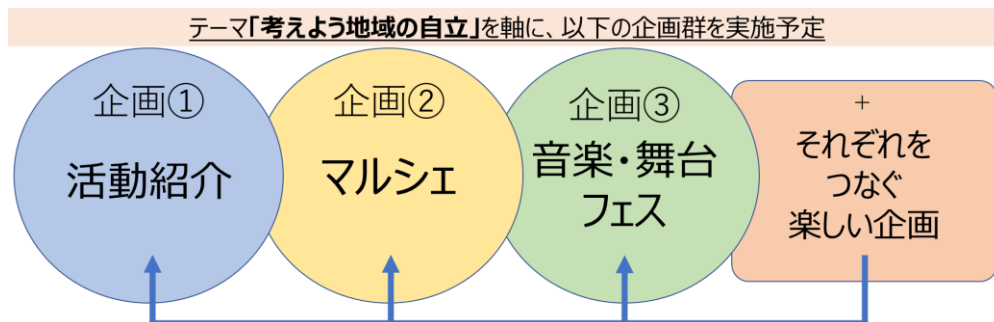 テーマ「考えよう地域の自立」を軸に、以下の企画群を実施予定
企画①
活動紹介
企画②
マルシェ
企画③
音楽・舞台
フェス
+
それぞれを
つなぐ
楽しい企画